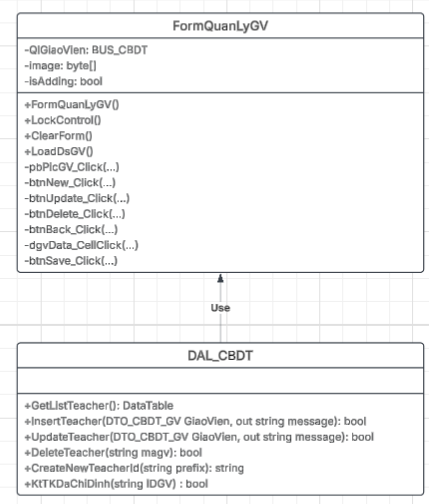 FormQuanLyGV
-QlGiaoVien: BUS_CBDT
-image: byte[]
-isAdding: bool
+FormQuanLyGV()
+LockControl()
+ClearForm()
+LoadDsGV()
-pbPicGV_Click(...)
-btnNew_Click(...)
-btnUpdate_Click(...)
-btnDelete_Click(...)
-btnBack_Click(...)
-dgvData_CellClick(...)
-btnSave_Click(...)
Use
DAL_CBDT
+GetListTeacher(): DataTable
+InsertTeacher(DTO_CBDT_GV GiaoVien, out string message): bool
+UpdateTeacher(DTO_CBDT_GV GiaoVien, out string message): bool
+DeleteTeacher(string magv): bool
+CreateNewTeacherId(string prefix): string
+KtTKDaChiDinh(string IDGV) : bool